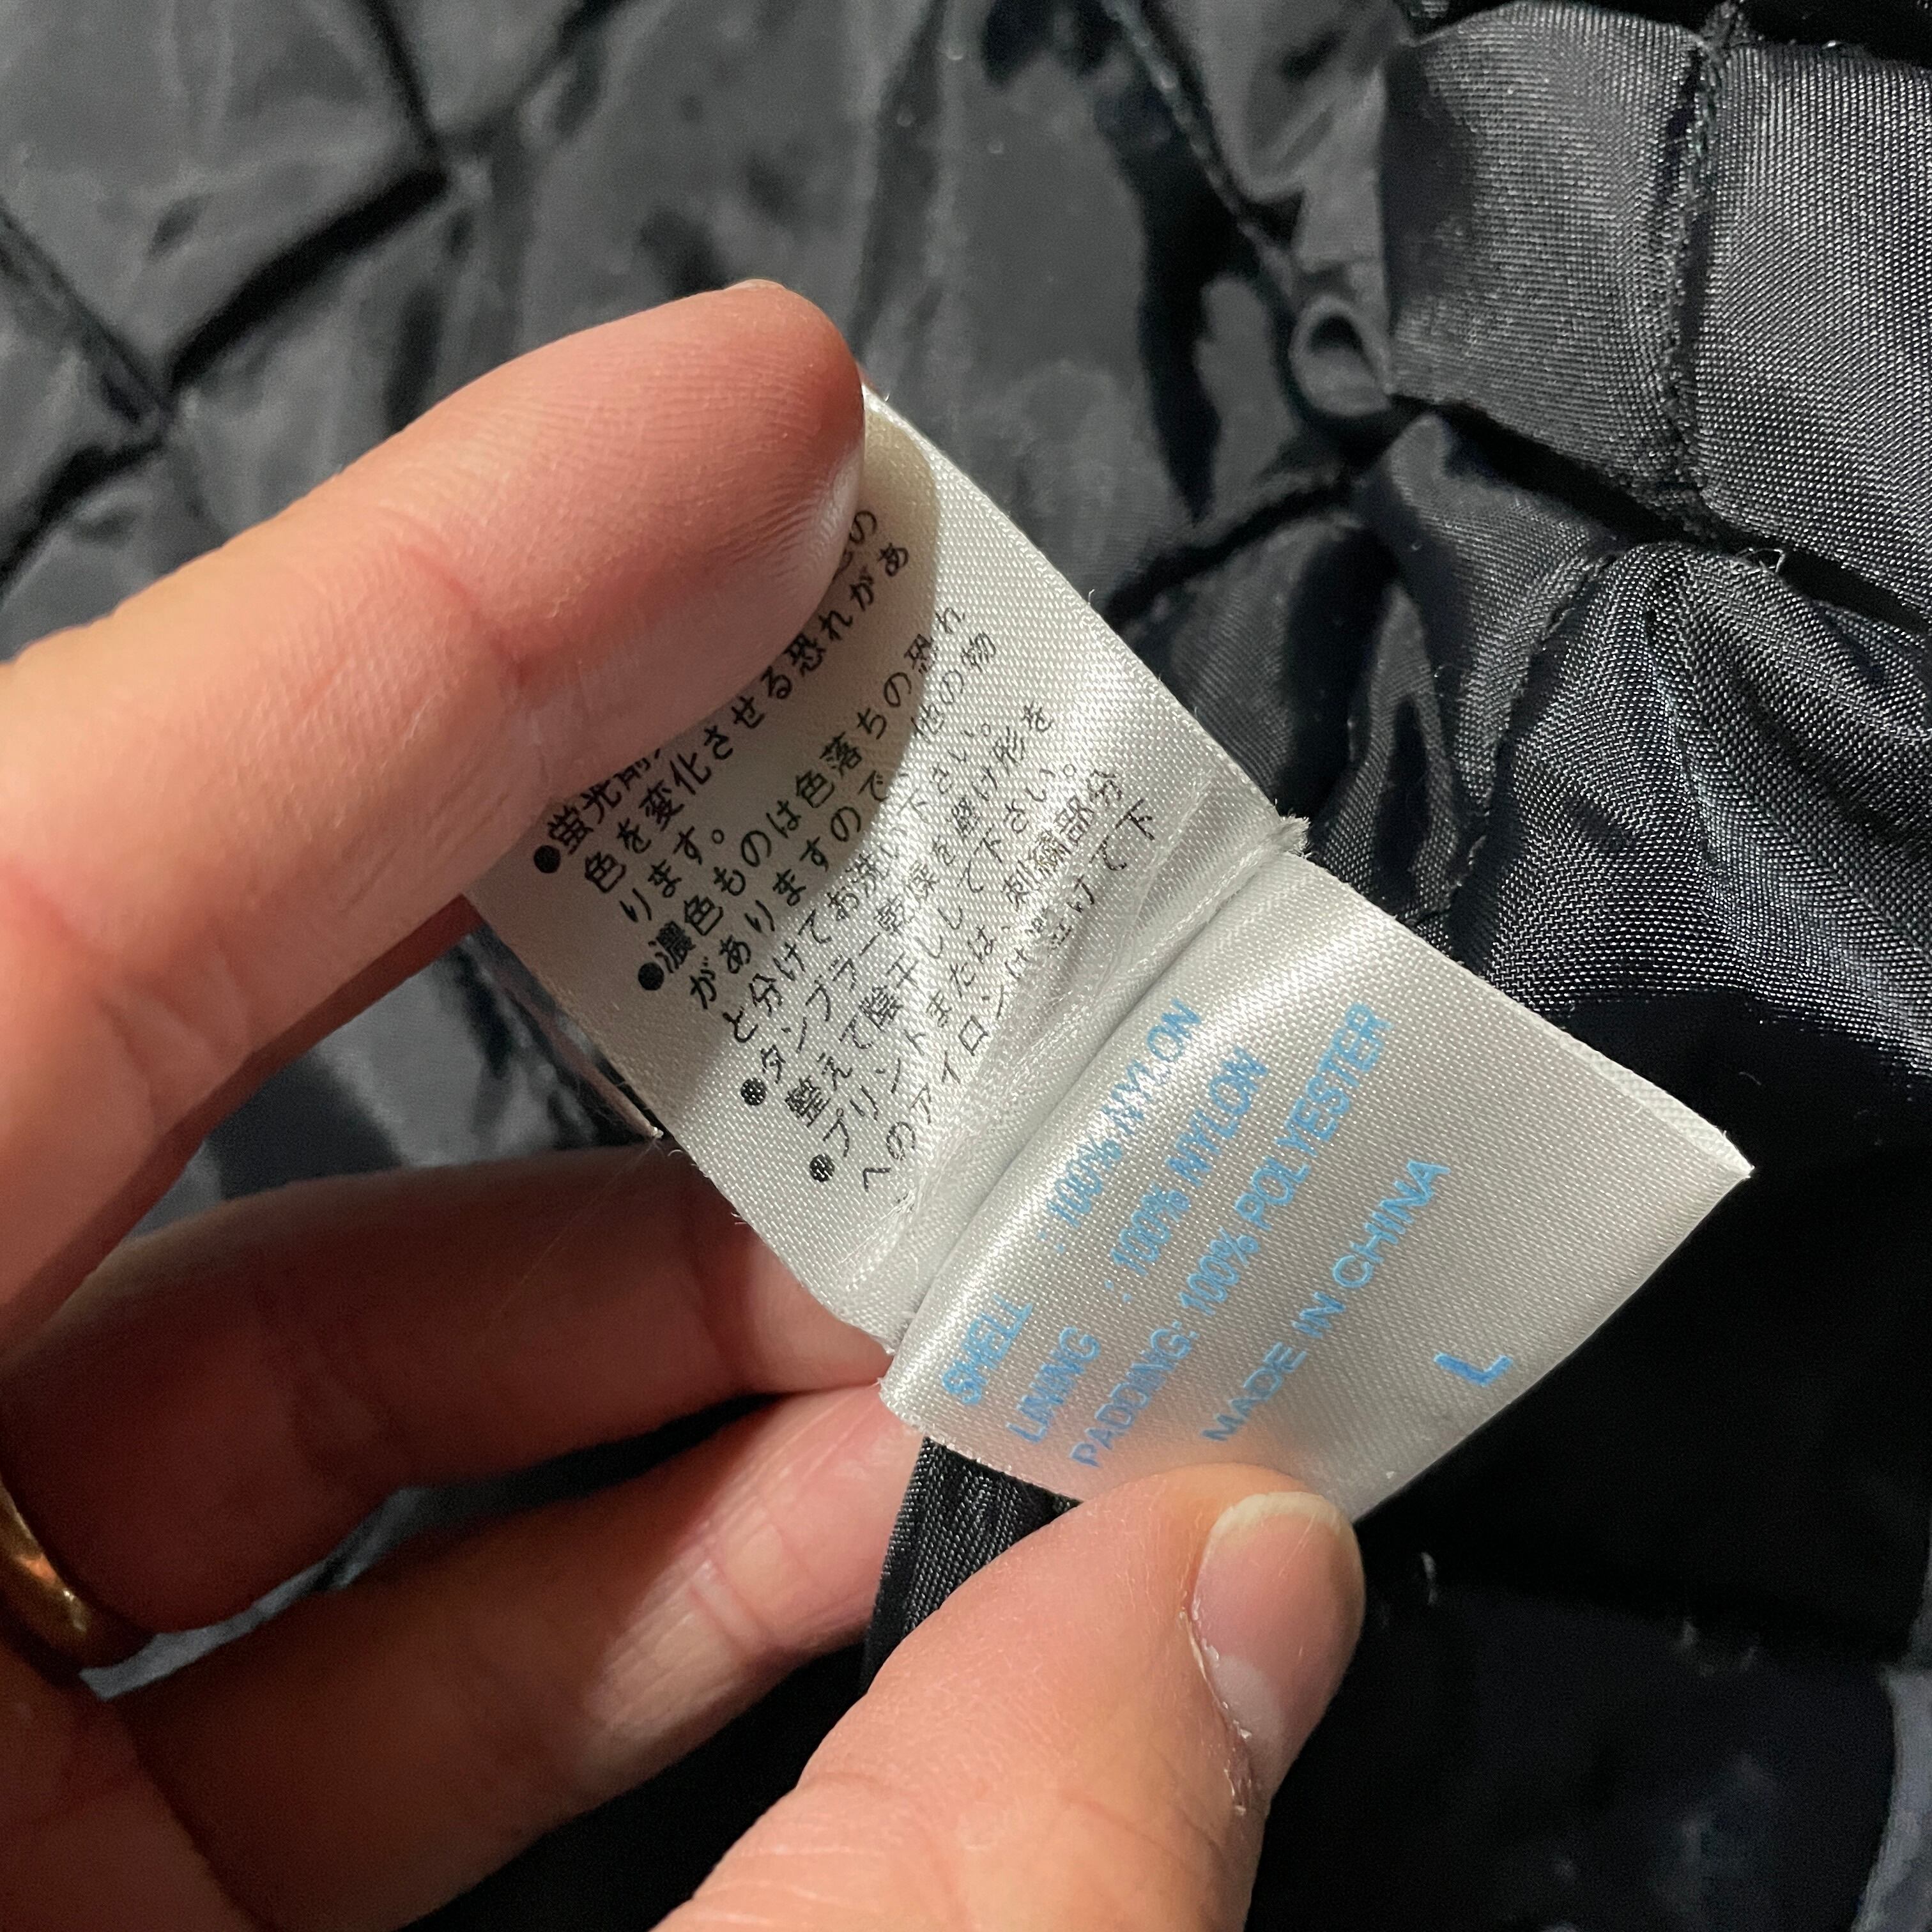 ●蛍光剤
色を変化させる恐れがあ
ります。
●濃色ものは色落ちの恐れ
がありますので、他の物
と分けてお洗い下さい。
●タンブラー乾燥を避け形を
整えて陰干しして下さい。
●プリントまたは、刺繍部分
へのアイロンは避けて下
SHELL : 100% NYLON
LINING : 100% NYLON
PADDING: 100% POLYESTER
MADE IN CHINA
L